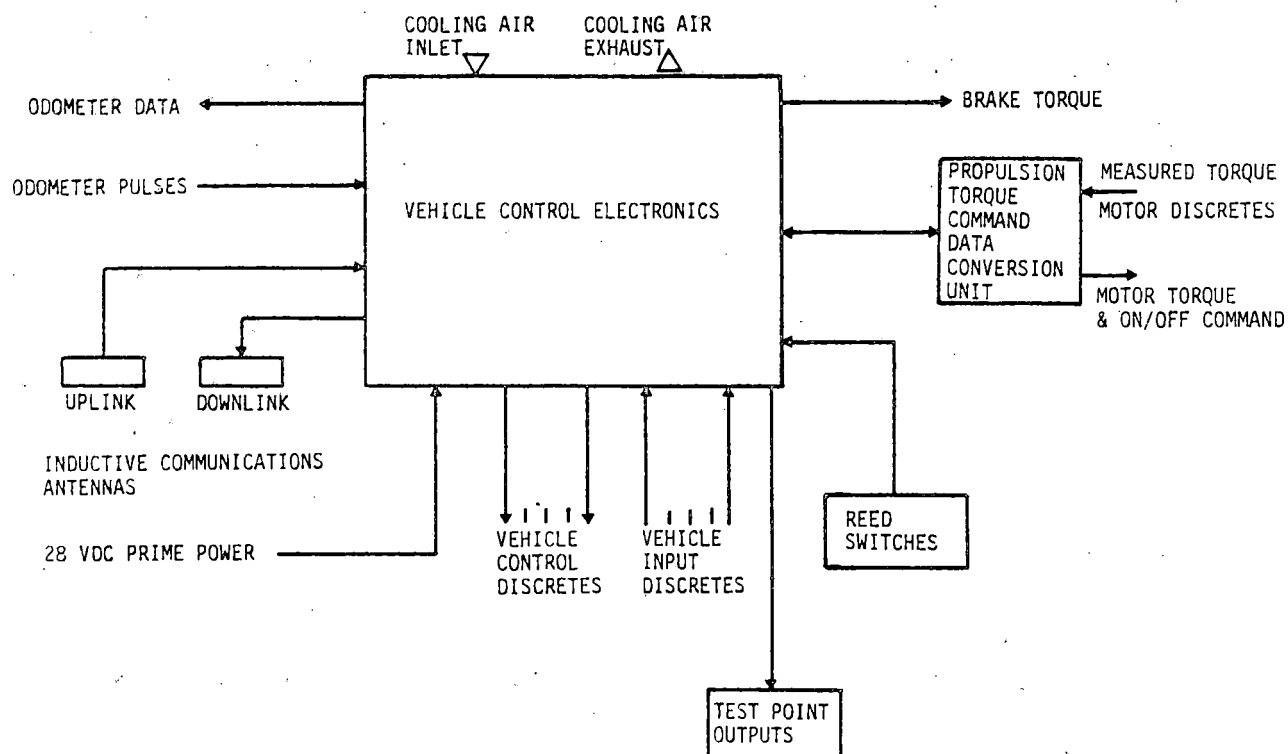 COOLING AIR
INLET
COOLING AIR
EXHAUST
ODOMETER DATA
BRAKE TORQUE
ODOMETER PULSES
VEHICLE CONTROL ELECTRONICS
PROPULSION
TORQUE
COMMAND
DATA
CONVERSION
UNIT
MEASURED TORQUE
MOTOR DISCRETES
MOTOR TORQUE
& ON/OFF COMMAND
UPLINK
DOWNLINK
INDUCTIVE COMMUNICATIONS
ANTENNAS
28 VDC PRIME POWER
VEHICLE
CONTROL
DISCRETES
VEHICLE
INPUT
DISCRETES
REED
SWITCHES
TEST POINT
OUTPUTS